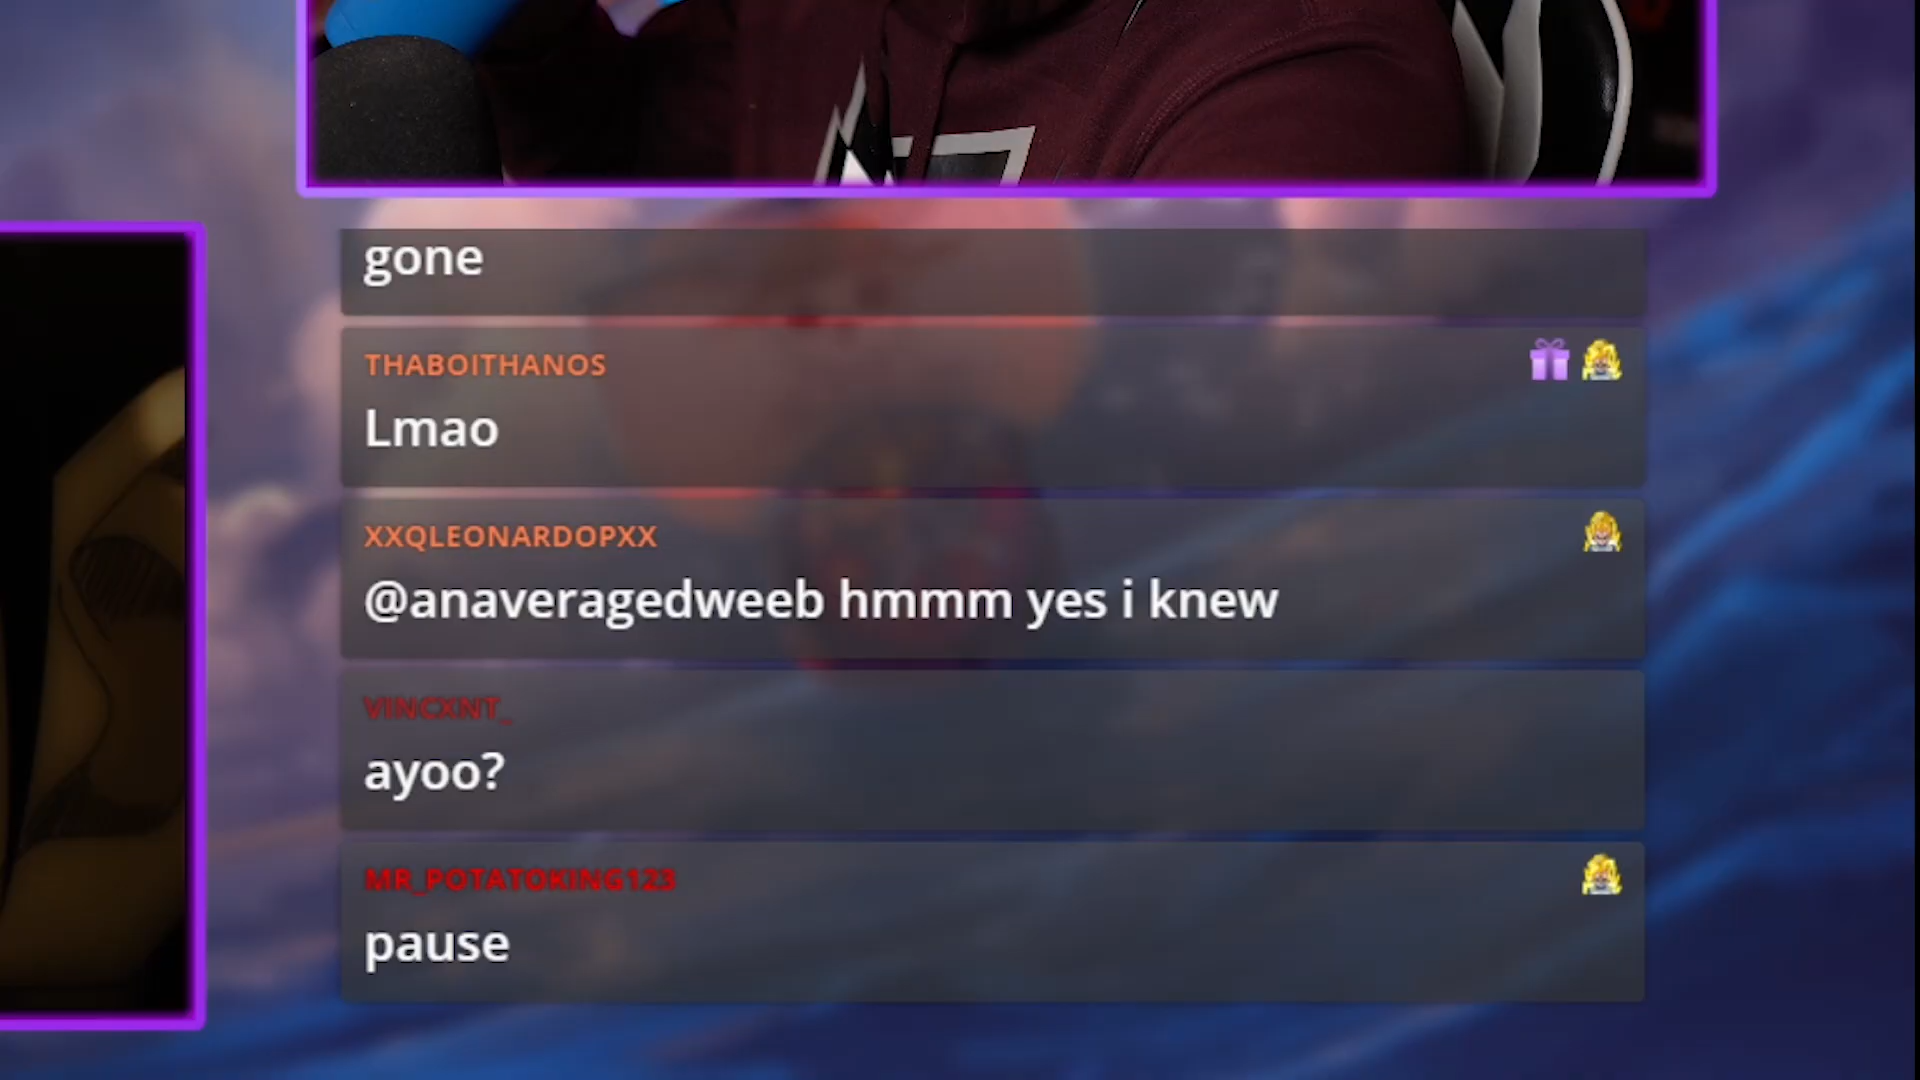 gone
THABOITHANOS
Lmao
XXQLEONARDOPXX
@anaveragedweeb hmmm yes i knew
VINCXNT_
ayoo?
MR_POTATOKING123
pause